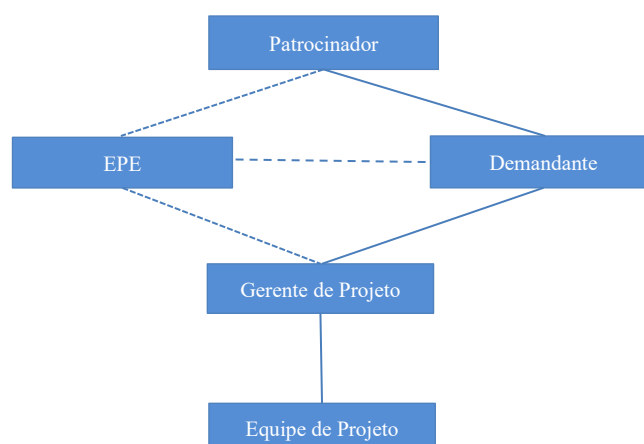 Patrocinador
EPE
Demandante
Gerente de Projeto
Equipe de Projeto